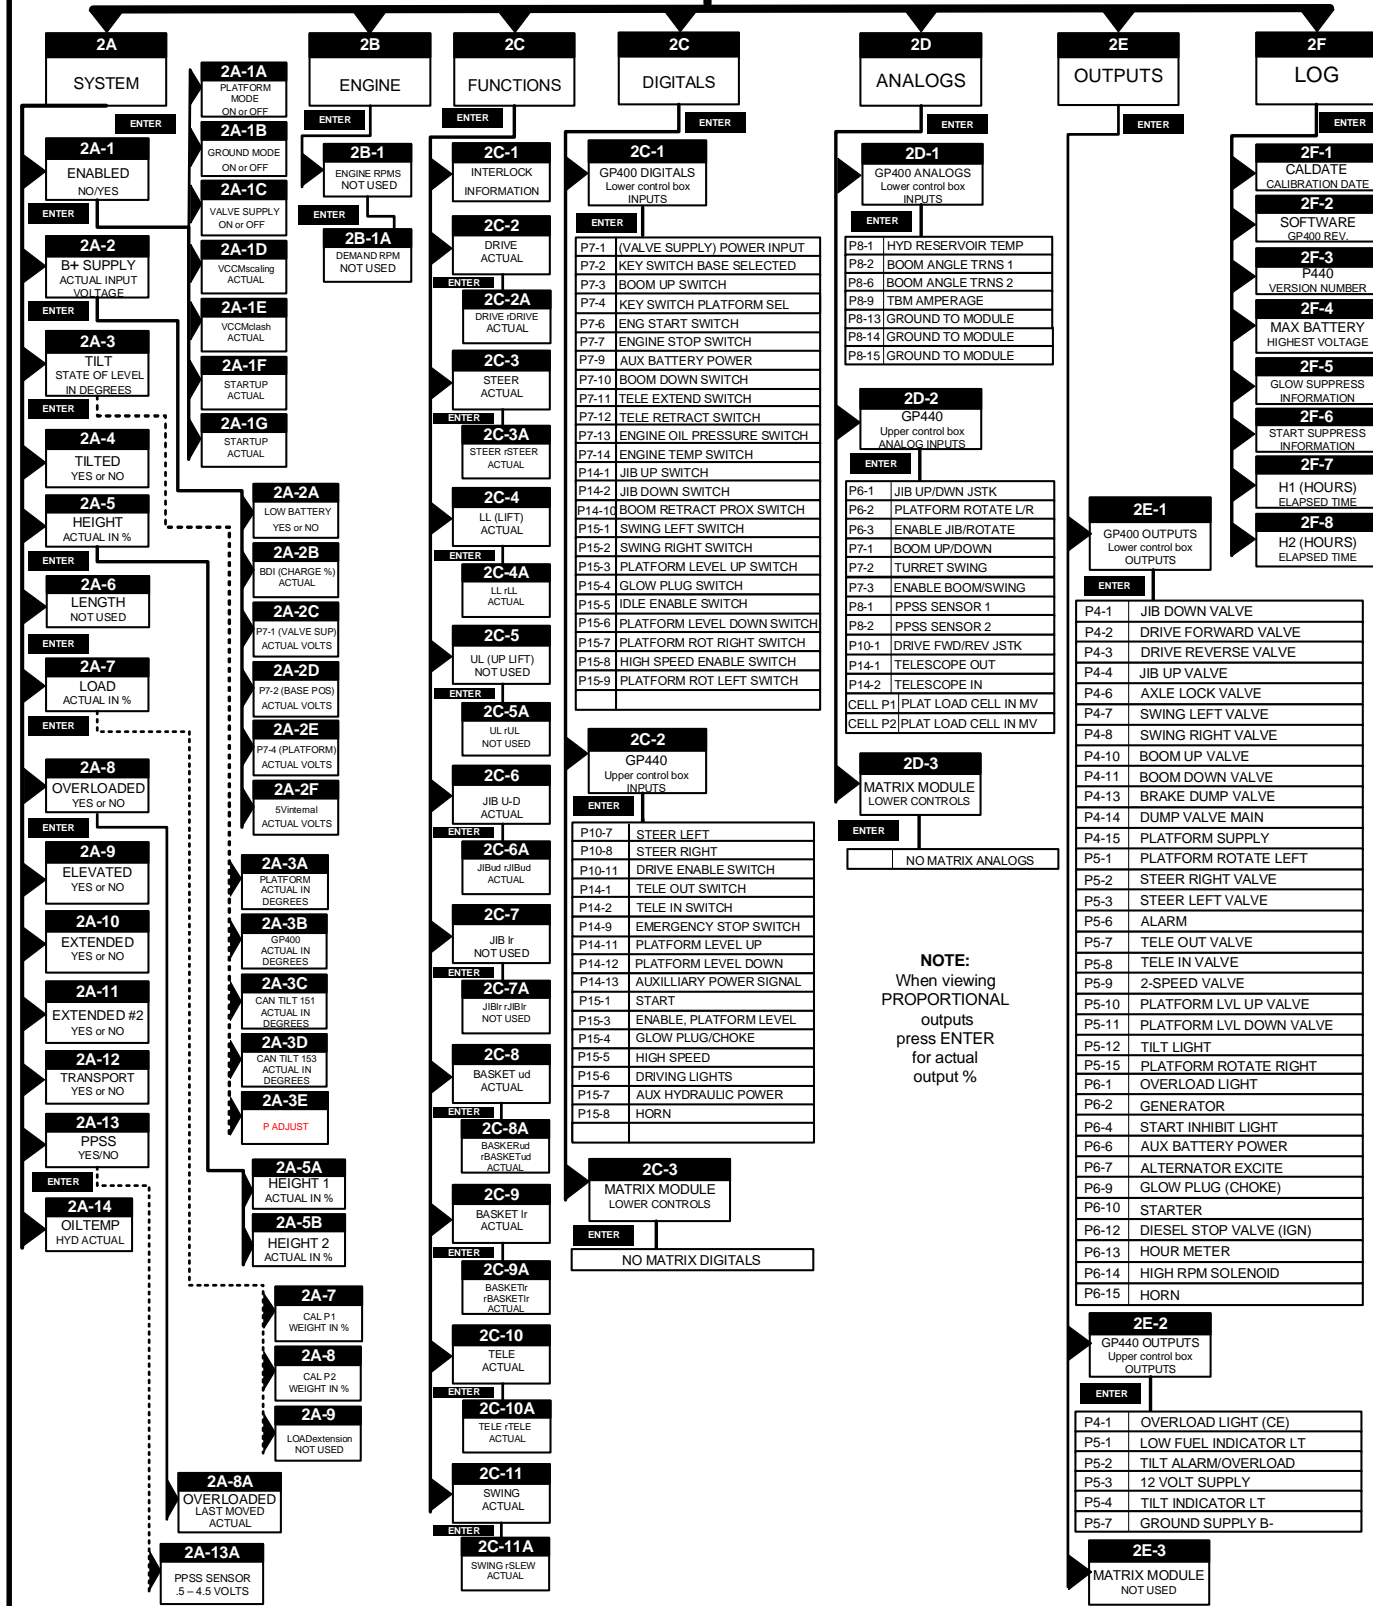 2A
SYSTEM
ENTER
2A-1
ENABLED
NO/YES
ENTER
2A-2
B+ SUPPLY
ACTUAL INPUT
VOLTAGE
ENTER
2A-3
TILT
STATE OF LEVEL
IN DEGREES
ENTER
2A-4
TILTED
YES or NO
2A-5
HEIGHT
ACTUAL IN %
ENTER
2A-6
LENGTH
NOT USED
ENTER
2A-7
LOAD
ACTUAL IN %
ENTER
2A-8
OVERLOADED
YES or NO
ENTER
2A-9
ELEVATED
YES or NO
2A-10
EXTENDED
YES or NO
2A-11
EXTENDED #2
YES or NO
2A-12
TRANSPORT
YES or NO
2A-13
PPSS
YES/NO
ENTER
2A-14
OILTEMP
HYD ACTUAL
2A-1A
PLATFORM
MODE
ON or OFF
2A-1B
GROUND MODE
ON or OFF
2A-1C
VALVE SUPPLY
ON or OFF
2A-1D
VCCMscaling
ACTUAL
2A-1E
VCCMclash
ACTUAL
2A-1F
STARTUP
ACTUAL
2A-1G
STARTUP
ACTUAL
2A-2A
LOW BATTERY
YES or NO
2A-2B
BDI (CHARGE %)
ACTUAL
2A-2C
P7-1 (VALVE SUP)
ACTUAL VOLTS
2A-2D
P7-2 (BASE POS)
ACTUAL VOLTS
2A-2E
P7-4 (PLATFORM)
ACTUAL VOLTS
2A-2F
5Vinternal
ACTUAL VOLTS
2A-3A
PLATFORM
ACTUAL IN
DEGREES
2A-3B
GP400
ACTUAL IN
DEGREES
2A-3C
CAN TILT 151
ACTUAL IN
DEGREES
2A-3D
CAN TILT 153
ACTUAL IN
DEGREES
2A-3E
P ADJUST
2A-5A
HEIGHT 1
ACTUAL IN %
2A-5B
HEIGHT 2
ACTUAL IN %
2A-7
CAL P1
WEIGHT IN %
2A-8
CAL P2
WEIGHT IN %
2A-9
LOADextension
NOT USED
2A-8A
OVERLOADED
LAST MOVED
ACTUAL
2A-13A
PPSS SENSOR
.5 – 4.5 VOLTS
2B
ENGINE
ENTER
2B-1
ENGINE RPMS
NOT USED
ENTER
2B-1A
DEMAND RPM
NOT USED
2C
FUNCTIONS
ENTER
2C-1
INTERLOCK
INFORMATION
2C-2
DRIVE
ACTUAL
ENTER
2C-2A
DRIVE rDRIVE
ACTUAL
2C-3
STEER
ACTUAL
ENTER
2C-3A
STEER rSTEER
ACTUAL
2C-4
LL (LIFT)
ACTUAL
ENTER
2C-4A
LL rLL
ACTUAL
2C-5
UL (UP LIFT)
NOT USED
ENTER
2C-5A
UL rUL
NOT USED
2C-6
JIB U-D
ACTUAL
ENTER
2C-6A
JIBud rJIBud
ACTUAL
2C-7
JIB lr
NOT USED
ENTER
2C-7A
JIBlr rJIBlr
NOT USED
2C-8
BASKET ud
ACTUAL
ENTER
2C-8A
BASKERud
rBASKETud
ACTUAL
2C-9
BASKET lr
ACTUAL
ENTER
2C-9A
BASKETlr
rBASKETlr
ACTUAL
2C-10
TELE
ACTUAL
ENTER
2C-10A
TELE rTELE
ACTUAL
2C-11
SWING
ACTUAL
ENTER
2C-11A
SWING rSLEW
ACTUAL
2C
DIGITALS
ENTER
2C-1
GP400 DIGITALS
Lower control box
INPUTS
ENTER
P7-1 (VALVE SUPPLY) POWER INPUT
P7-2 KEY SWITCH BASE SELECTED
P7-3 BOOM UP SWITCH
P7-4 KEY SWITCH PLATFORM SEL
P7-6 ENG START SWITCH
P7-7 ENGINE STOP SWITCH
P7-9 AUX BATTERY POWER
P7-10 BOOM DOWN SWITCH
P7-11 TELE EXTEND SWITCH
P7-12 TELE RETRACT SWITCH
P7-13 ENGINE OIL PRESSURE SWITCH
P7-14 ENGINE TEMP SWITCH
P14-1 JIB UP SWITCH
P14-2 JIB DOWN SWITCH
P14-10 BOOM RETRACT PROX SWITCH
P15-1 SWING LEFT SWITCH
P15-2 SWING RIGHT SWITCH
P15-3 PLATFORM LEVEL UP SWITCH
P15-4 GLOW PLUG SWITCH
P15-5 IDLE ENABLE SWITCH
P15-6 PLATFORM LEVEL DOWN SWITCH
P15-7 PLATFORM ROT RIGHT SWITCH
P15-8 HIGH SPEED ENABLE SWITCH
P15-9 PLATFORM ROT LEFT SWITCH
2C-2
GP440
Upper control box
INPUTS
ENTER
P10-7 STEER LEFT
P10-8 STEER RIGHT
P10-11 DRIVE ENABLE SWITCH
P14-1 TELE OUT SWITCH
P14-2 TELE IN SWITCH
P14-9 EMERGENCY STOP SWITCH
P14-11 PLATFORM LEVEL UP
P14-12 PLATFORM LEVEL DOWN
P14-13 AUXILLIARY POWER SIGNAL
P15-1 START
P15-3 ENABLE, PLATFORM LEVEL
P15-4 GLOW PLUG/CHOKE
P15-5 HIGH SPEED
P15-6 DRIVING LIGHTS
P15-7 AUX HYDRAULIC POWER
P15-8 HORN
2C-3
MATRIX MODULE
LOWER CONTROLS
ENTER
NO MATRIX DIGITALS
2D
ANALOGS
ENTER
2D-1
GP400 ANALOGS
Lower control box
INPUTS
ENTER
P8-1 HYD RESERVOIR TEMP
P8-2 BOOM ANGLE TRNS 1
P8-6 BOOM ANGLE TRNS 2
P8-9 TBM AMPERAGE
P8-13 GROUND TO MODULE
P8-14 GROUND TO MODULE
P8-15 GROUND TO MODULE
2D-2
GP440
Upper control box
ANALOG INPUTS
ENTER
P6-1 JIB UP/DWN JSTK
P6-2 PLATFORM ROTATE L/R
P6-3 ENABLE JIB/ROTATE
P7-1 BOOM UP/DOWN
P7-2 TURRET SWING
P7-3 ENABLE BOOM/SWING
P8-1 PPSS SENSOR 1
P8-2 PPSS SENSOR 2
P10-1 DRIVE FWD/REV JSTK
P14-1 TELESCOPE OUT
P14-2 TELESCOPE IN
CELL P1 PLAT LOAD CELL IN MV
CELL P2 PLAT LOAD CELL IN MV
2D-3
MATRIX MODULE
LOWER CONTROLS
ENTER
NO MATRIX ANALOGS
NOTE:
When viewing
PROPORTIONAL
outputs
press ENTER
for actual
output %
2E
OUTPUTS
ENTER
2E-1
GP400 OUTPUTS
Lower control box
OUTPUTS
ENTER
P4-1 JIB DOWN VALVE
P4-2 DRIVE FORWARD VALVE
P4-3 DRIVE REVERSE VALVE
P4-4 JIB UP VALVE
P4-6 AXLE LOCK VALVE
P4-7 SWING LEFT VALVE
P4-8 SWING RIGHT VALVE
P4-10 BOOM UP VALVE
P4-11 BOOM DOWN VALVE
P4-13 BRAKE DUMP VALVE
P4-14 DUMP VALVE MAIN
P4-15 PLATFORM SUPPLY
P5-1 PLATFORM ROTATE LEFT
P5-2 STEER RIGHT VALVE
P5-3 STEER LEFT VALVE
P5-6 ALARM
P5-7 TELE OUT VALVE
P5-8 TELE IN VALVE
P5-9 2-SPEED VALVE
P5-10 PLATFORM LVL UP VALVE
P5-11 PLATFORM LVL DOWN VALVE
P5-12 TILT LIGHT
P5-15 PLATFORM ROTATE RIGHT
P6-1 OVERLOAD LIGHT
P6-2 GENERATOR
P6-4 START INHIBIT LIGHT
P6-6 AUX BATTERY POWER
P6-7 ALTERNATOR EXCITE
P6-9 GLOW PLUG (CHOKE)
P6-10 STARTER
P6-12 DIESEL STOP VALVE (IGN)
P6-13 HOUR METER
P6-14 HIGH RPM SOLENOID
P6-15 HORN
2E-2
GP440 OUTPUTS
Upper control box
OUTPUTS
ENTER
P4-1 OVERLOAD LIGHT (CE)
P5-1 LOW FUEL INDICATOR LT
P5-2 TILT ALARM/OVERLOAD
P5-3 12 VOLT SUPPLY
P5-4 TILT INDICATOR LT
P5-7 GROUND SUPPLY B-
2E-3
MATRIX MODULE
NOT USED
2F
LOG
ENTER
2F-1
CALDATE
CALIBRATION DATE
2F-2
SOFTWARE
GP400 REV.
2F-3
P440
VERSION NUMBER
2F-4
MAX BATTERY
HIGHEST VOLTAGE
2F-5
GLOW SUPPRESS
INFORMATION
2F-6
START SUPPRESS
INFORMATION
2F-7
H1 (HOURS)
ELAPSED TIME
2F-8
H2 (HOURS)
ELAPSED TIME